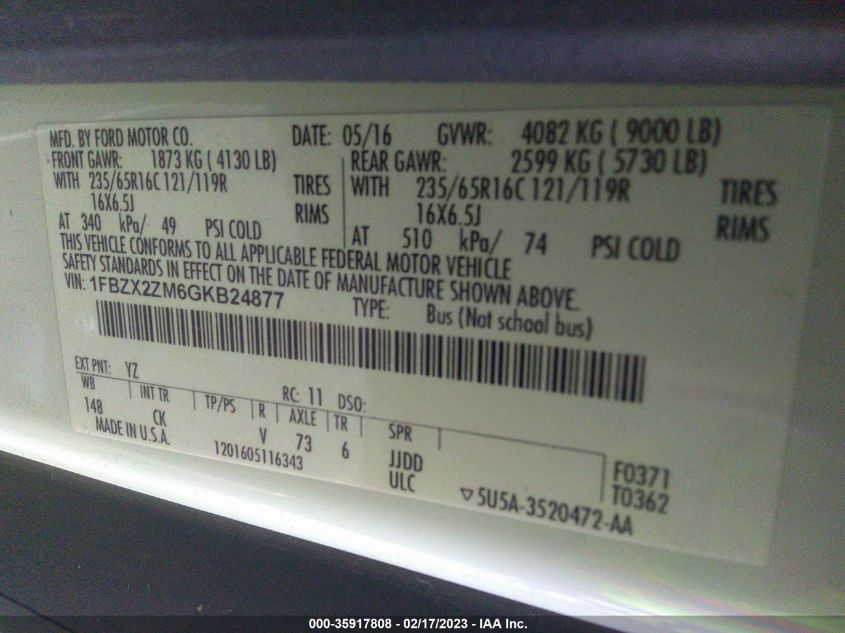 MFD. BY FORD MOTOR CO. DATE: 05/16 GVWR: 4082 KG ( 9000 LB)
FRONT GAWR: 1873 KG ( 4130 LB) REAR GAWR: 2599 KG ( 5730 LB)
WITH 235/65R16C 121/119R TIRES WITH 235/65R16C 121/119R TIRES
16X6.5J RIMS 16X6.5J RIMS
AT 340 kPa/ 49 PSI COLD AT 510 kPa/ 74 PSI COLD
THIS VEHICLE CONFORMS TO ALL APPLICABLE FEDERAL MOTOR VEHICLE
SAFETY STANDARDS IN EFFECT ON THE DATE OF MANUFACTURE SHOWN ABOVE.
VIN: 1FBZX2ZM6GKB24877 TYPE: Bus (Not school bus)
EXT PNT: YZ RC: 11 DSO:
WB INT TR TP/PS R AXLE TR SPR
148 CK V 73 6 JJDD F0371
MADE IN U.S.A. 1201605116343 ULC T0362
▽5U5A-3520472-AA
000-35917808 - 02/17/2023 - IAA Inc.